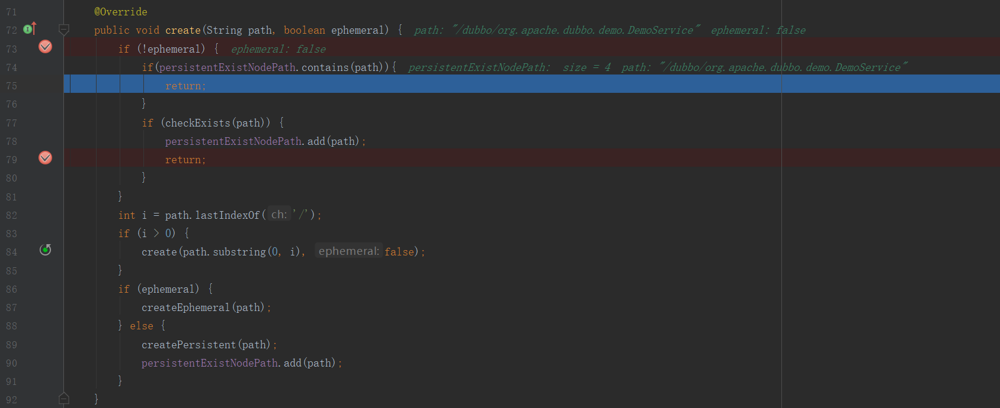 71 @Override
72 public void create(String path, boolean ephemeral) { path: "/dubbo/org.apache.dubbo.demo.DemoService" ephemeral: false
73 if (!ephemeral) { ephemeral: false
74 if(persistentExistNodePath.contains(path)){ persistentExistNodePath: size = 4 path: "/dubbo/org.apache.dubbo.demo.DemoService"
75 return;
76 }
77 if (checkExists(path)) {
78 persistentExistNodePath.add(path);
79 return;
80 }
81 }
82 int i = path.lastIndexOf( ch: '/');
83 if (i > 0) {
84 create(path.substring(0, i), ephemeral: false);
85 }
86 if (ephemeral) {
87 createEphemeral(path);
88 } else {
89 createPersistent(path);
90 persistentExistNodePath.add(path);
91 }
92 }